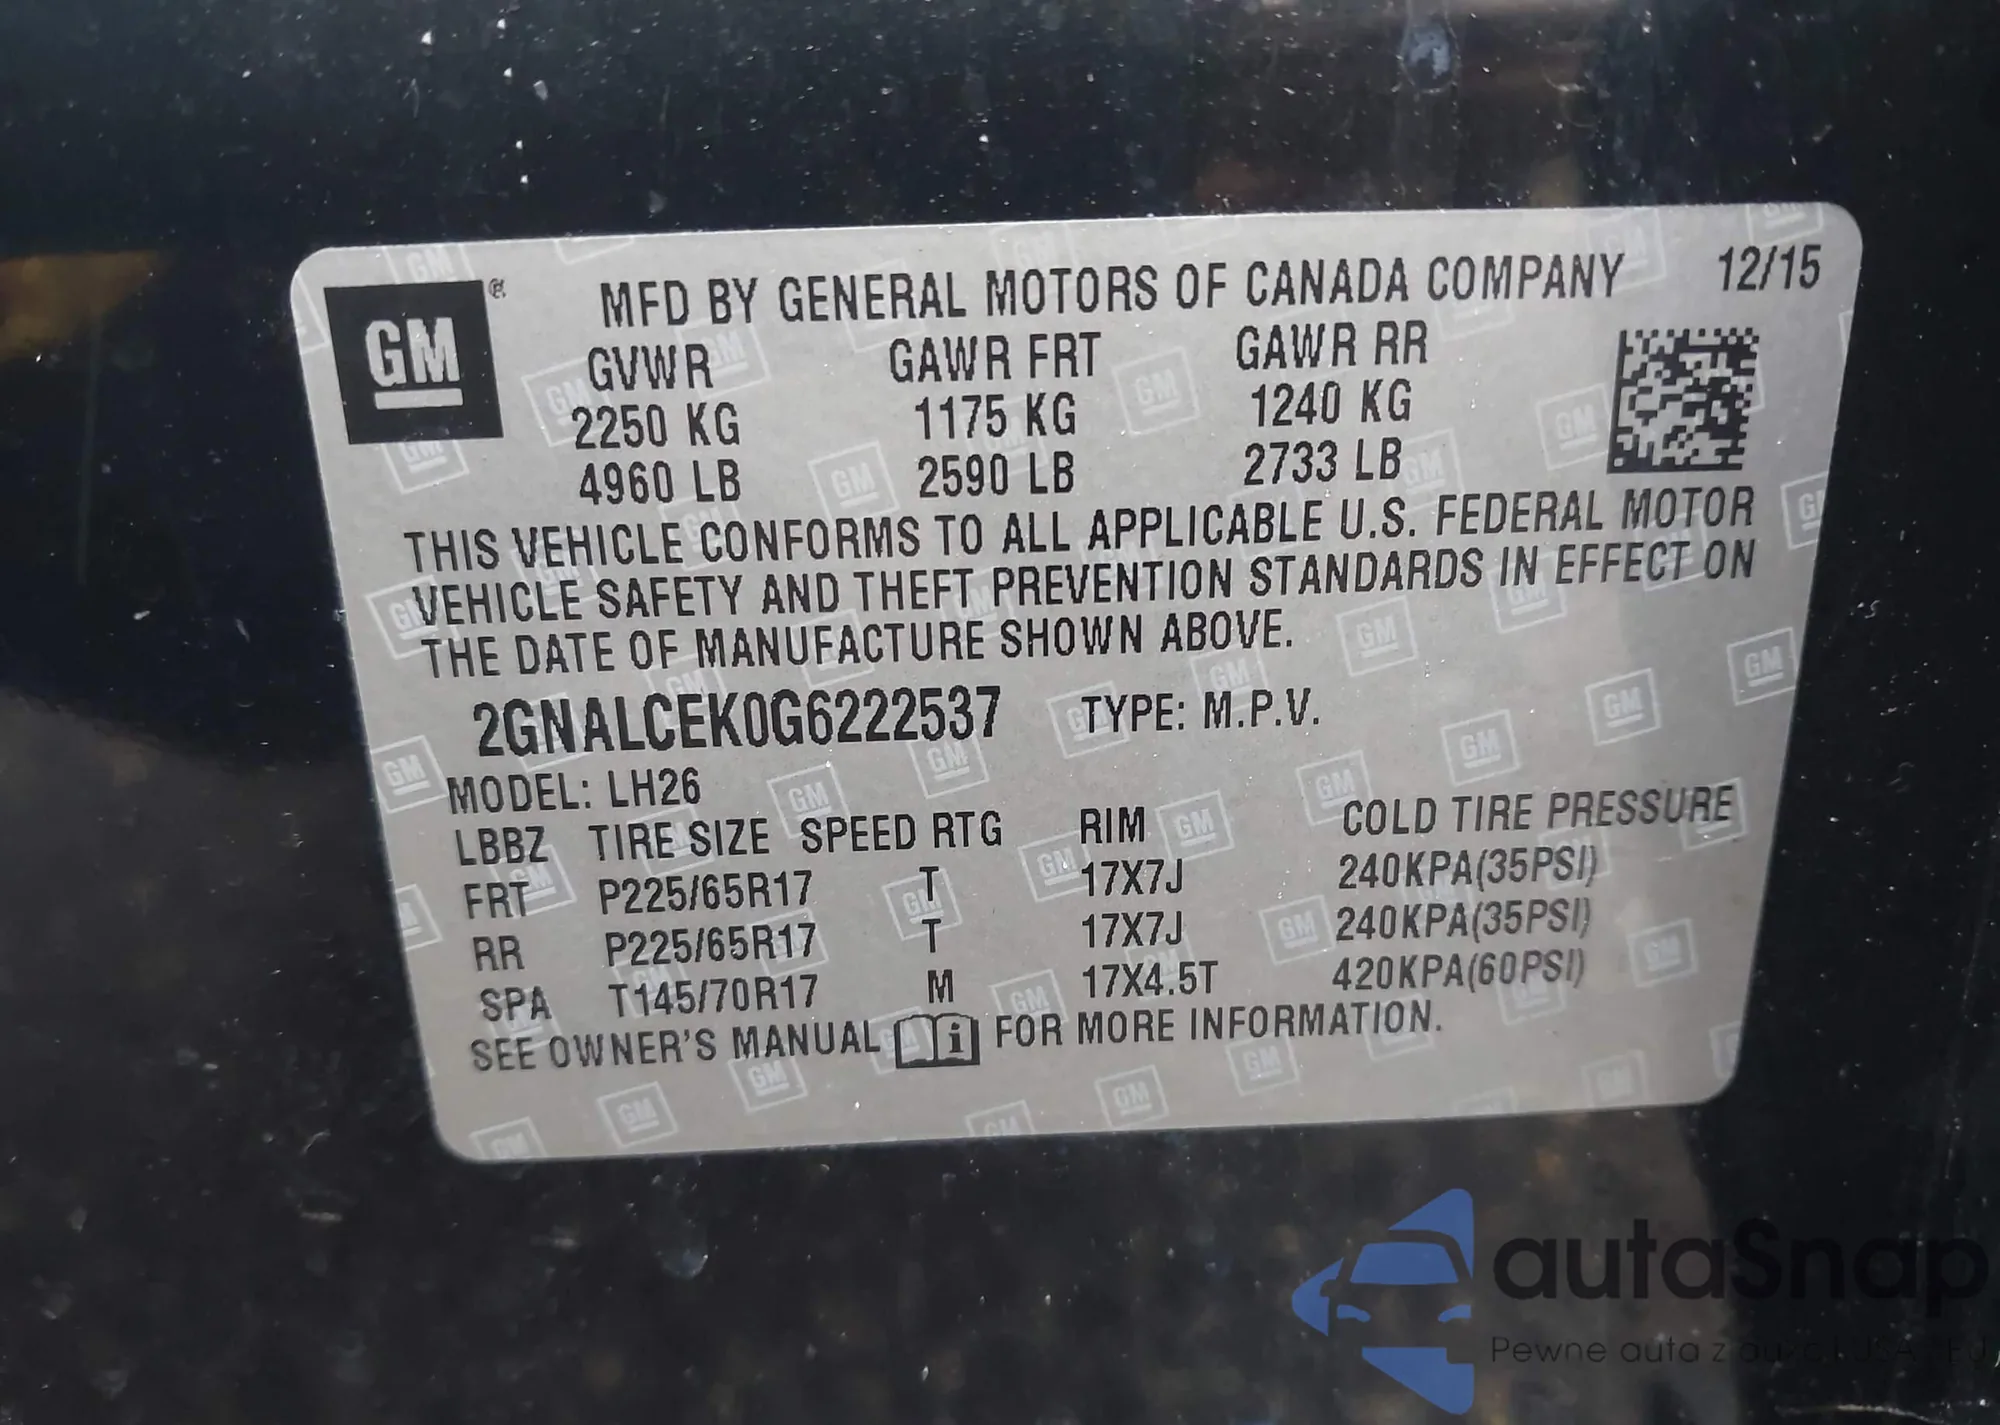 GM ®
MFD BY GENERAL MOTORS OF CANADA COMPANY 12/15
GVWR GAWR FRT GAWR RR
2250 KG 1175 KG 1240 KG
4960 LB 2590 LB 2733 LB
THIS VEHICLE CONFORMS TO ALL APPLICABLE U.S. FEDERAL MOTOR
VEHICLE SAFETY AND THEFT PREVENTION STANDARDS IN EFFECT ON
THE DATE OF MANUFACTURE SHOWN ABOVE.
2GNALCEK0G6222537 TYPE: M.P.V.
MODEL: LH26
LBBZ TIRE SIZE SPEED RTG RIM COLD TIRE PRESSURE
FRT P225/65R17 T 17X7J 240KPA(35PSI)
RR P225/65R17 T 17X7J 240KPA(35PSI)
SPA T145/70R17 M 17X4.5T 420KPA(60PSI)
SEE OWNER'S MANUAL i FOR MORE INFORMATION.
autaSnap
Pewne auta z